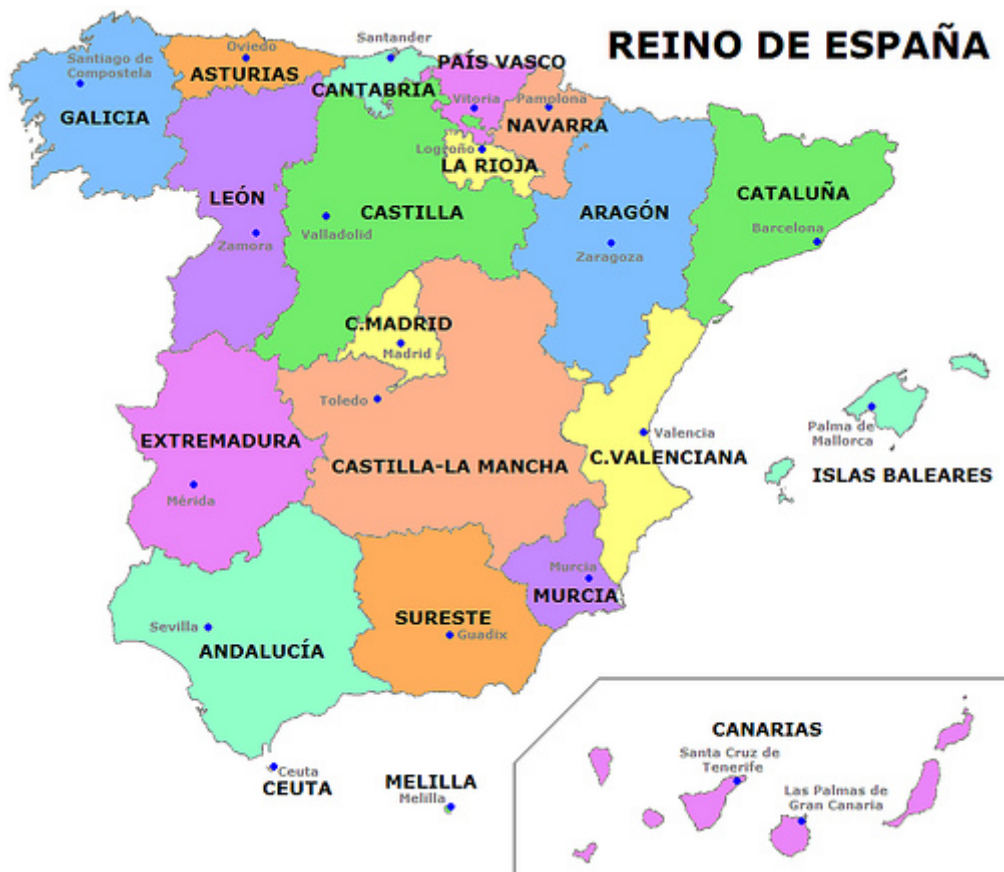 REINO DE ESPAÑA
Santander
Oviedo
PAÍS VASCO
Santiago de
Compostela
ASTURIAS
CANTABRIA
Vitoria
Pamplona
GALICIA
NAVARRA
Logroño
LA RIOJA
LEÓN
CASTILLA
ARAGÓN
CATALUÑA
Zamora
Valladolid
Zaragoza
Barcelona
C.MADRID
Madrid
Toledo
EXTREMADURA
CASTILLA-LA MANCHA
Valencia
C.VALENCIANA
Palma de
Mallorca
ISLAS BALEARES
Mérida
Murcia
MURCIA
SURESTE
Guadix
Sevilla
ANDALUCÍA
Ceuta
CEUTA
MELILLA
Melilla
CANARIAS
Santa Cruz de
Tenerife
Las Palmas de
Gran Canaria